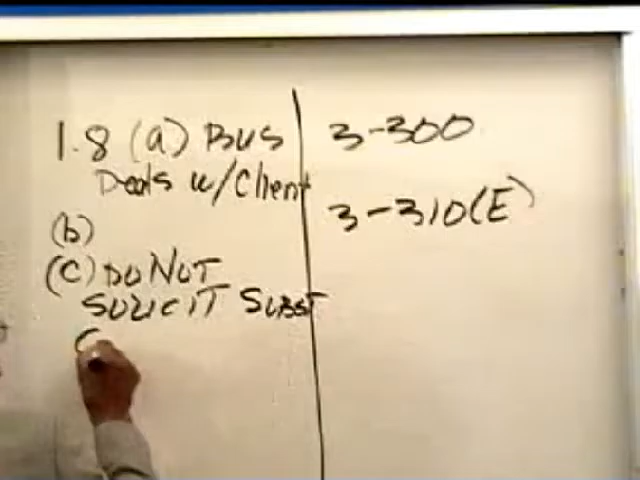 1.8 (a) BUS
Deals w/Client
(b)
(C) DO NOT
SOLICIT SUBST
3-300
3-310(E)